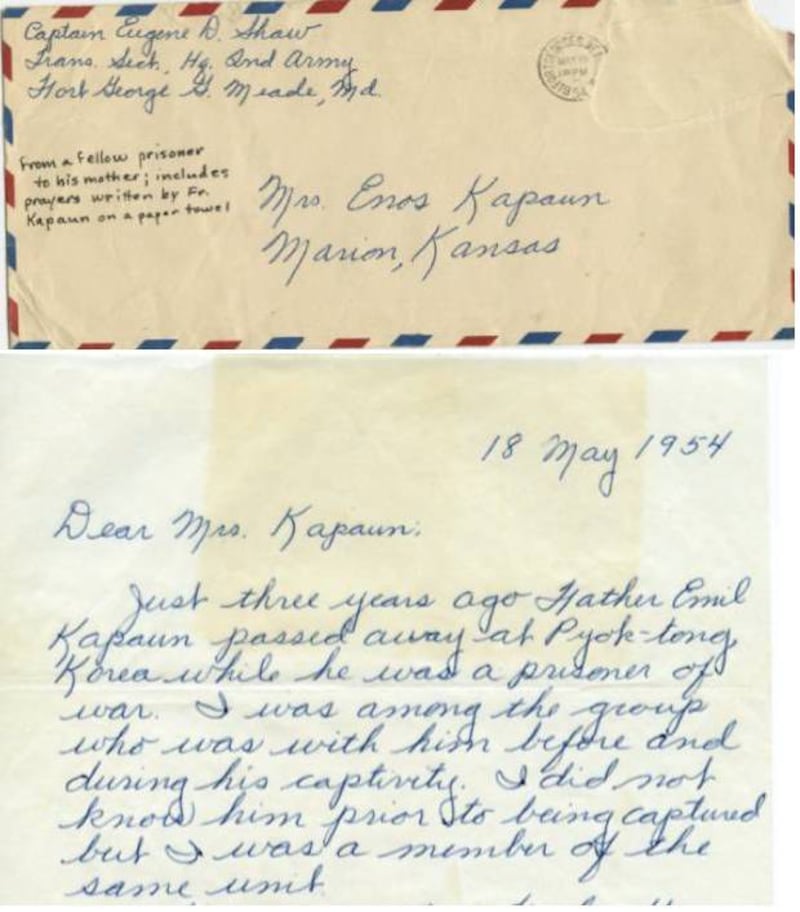 Captain Eugene D. Shaw
Trans. Sect., Hq. 2nd Army
Fort George G. Meade, Md.
From a fellow prisoner
to his mother; includes
prayers written by Fr.
Kapaun on a paper towel
Mrs. Enos Kapaun
Marion, Kansas
18 May 1954
Dear Mrs. Kapaun:
Just three years ago Father Emil
Kapaun passed away at Pyok-tong,
Korea while he was a prisoner of
war. I was among the group
who was with him before and
during his captivity. I did not
know him prior to being captured
but I was a member of the
same unit.